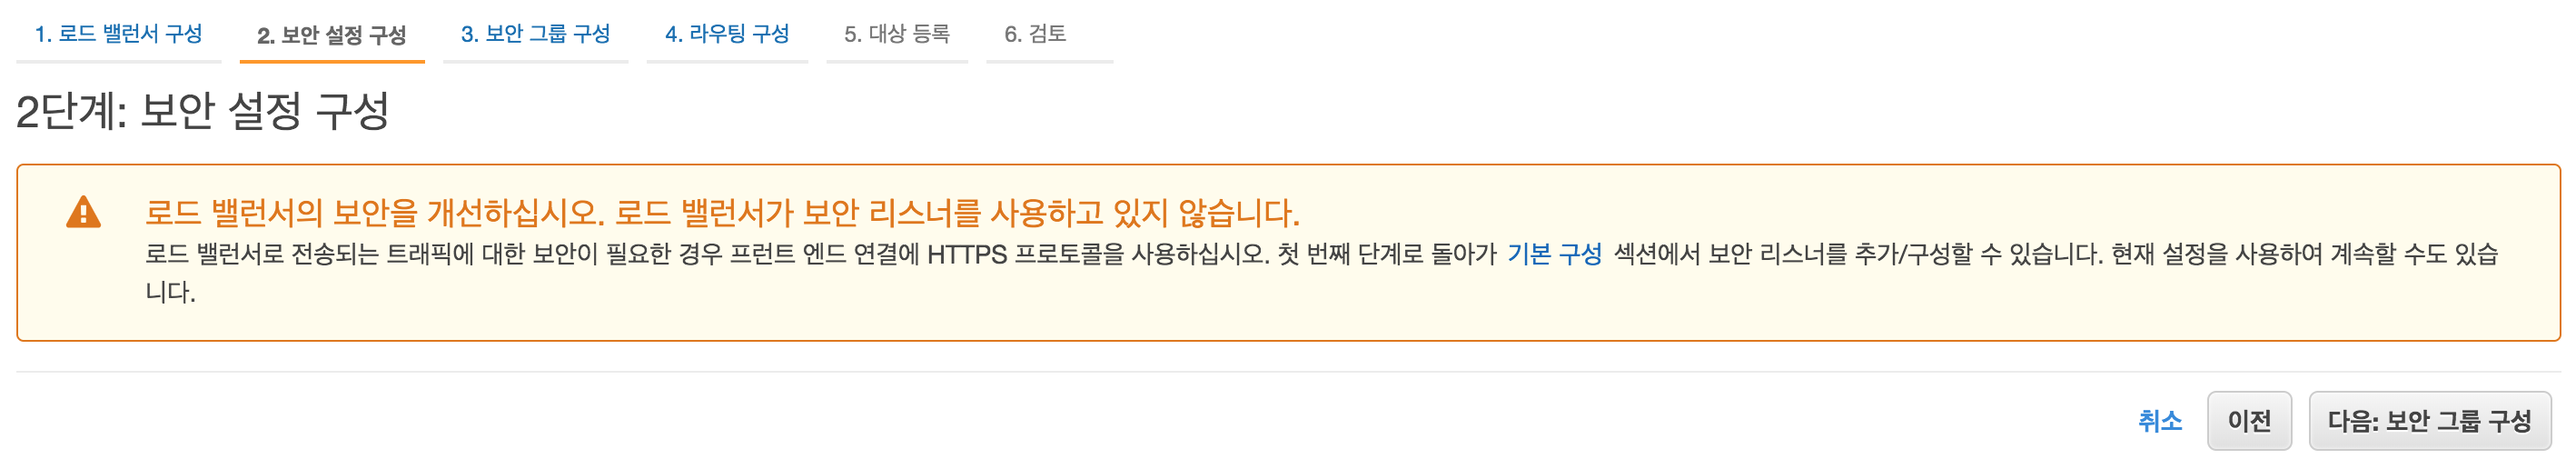 1. 로드 밸런서 구성 2. 보안 설정 구성 3. 보안 그룹 구성 4. 라우팅 구성 5. 대상 등록 6. 검토
2단계: 보안 설정 구성
로드 밸런서의 보안을 개선하십시오. 로드 밸런서가 보안 리스너를 사용하고 있지 않습니다.
로드 밸런서로 전송되는 트래픽에 대한 보안이 필요한 경우 프런트 엔드 연결에 HTTPS 프로토콜을 사용하십시오. 첫 번째 단계로 돌아가 기본 구성 섹션에서 보안 리스너를 추가/구성할 수 있습니다. 현재 설정을 사용하여 계속할 수도 있습
니다.
취소 이전 다음: 보안 그룹 구성